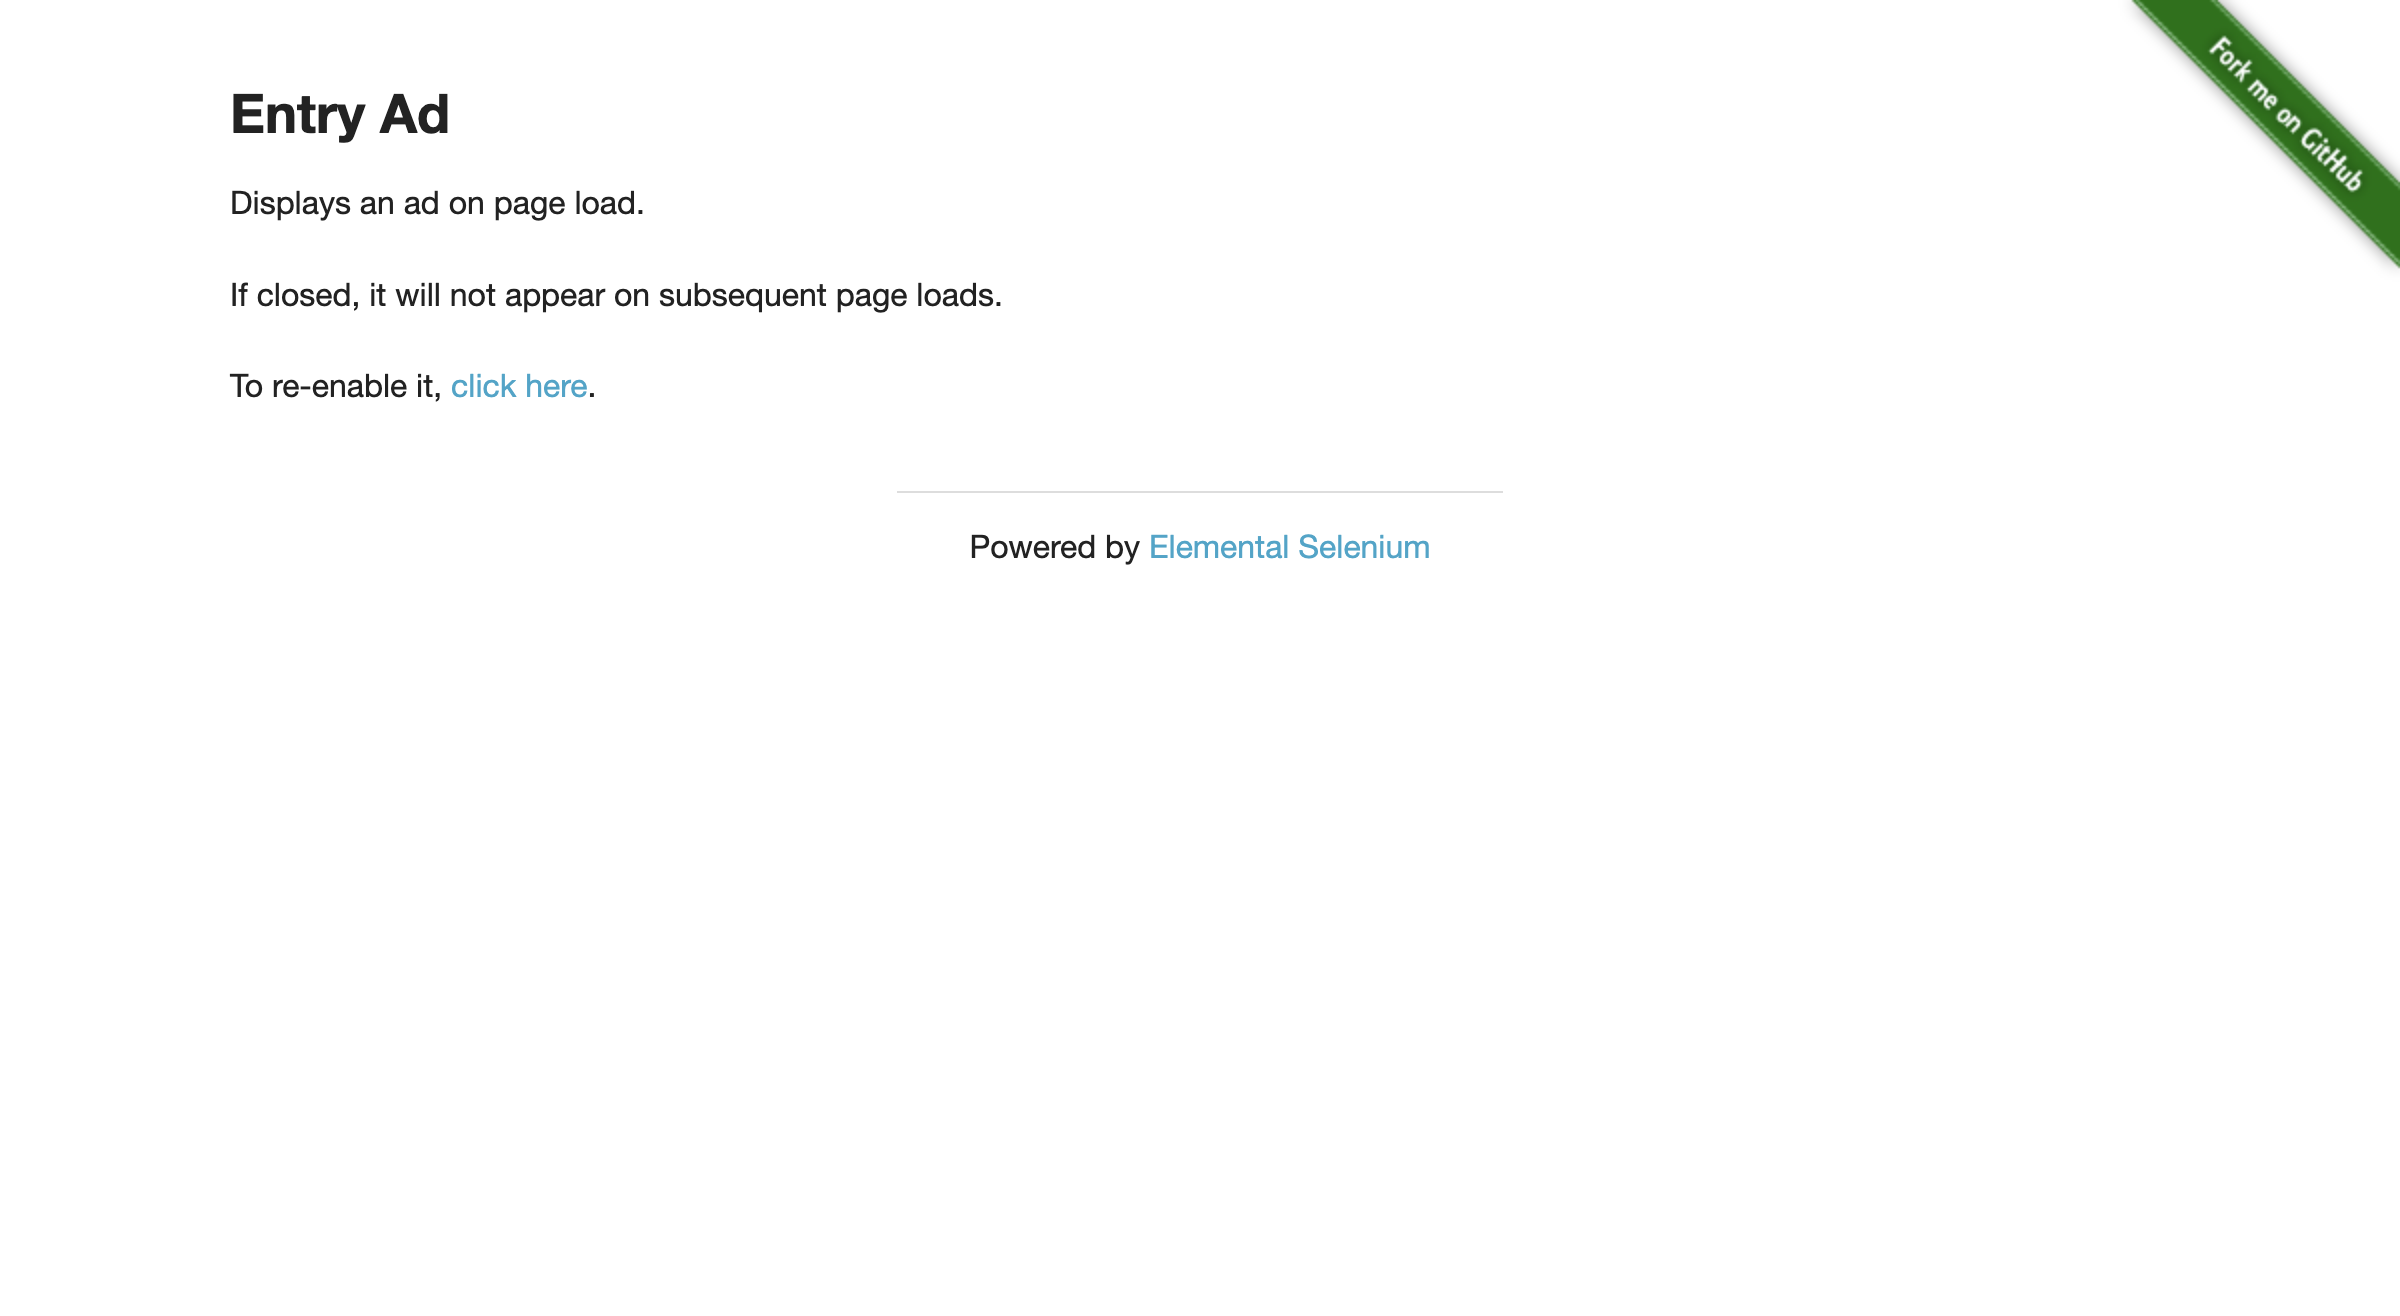 Fork me on GitHub
Entry Ad
Displays an ad on page load.
If closed, it will not appear on subsequent page loads.
To re-enable it, click here.
Powered by Elemental Selenium